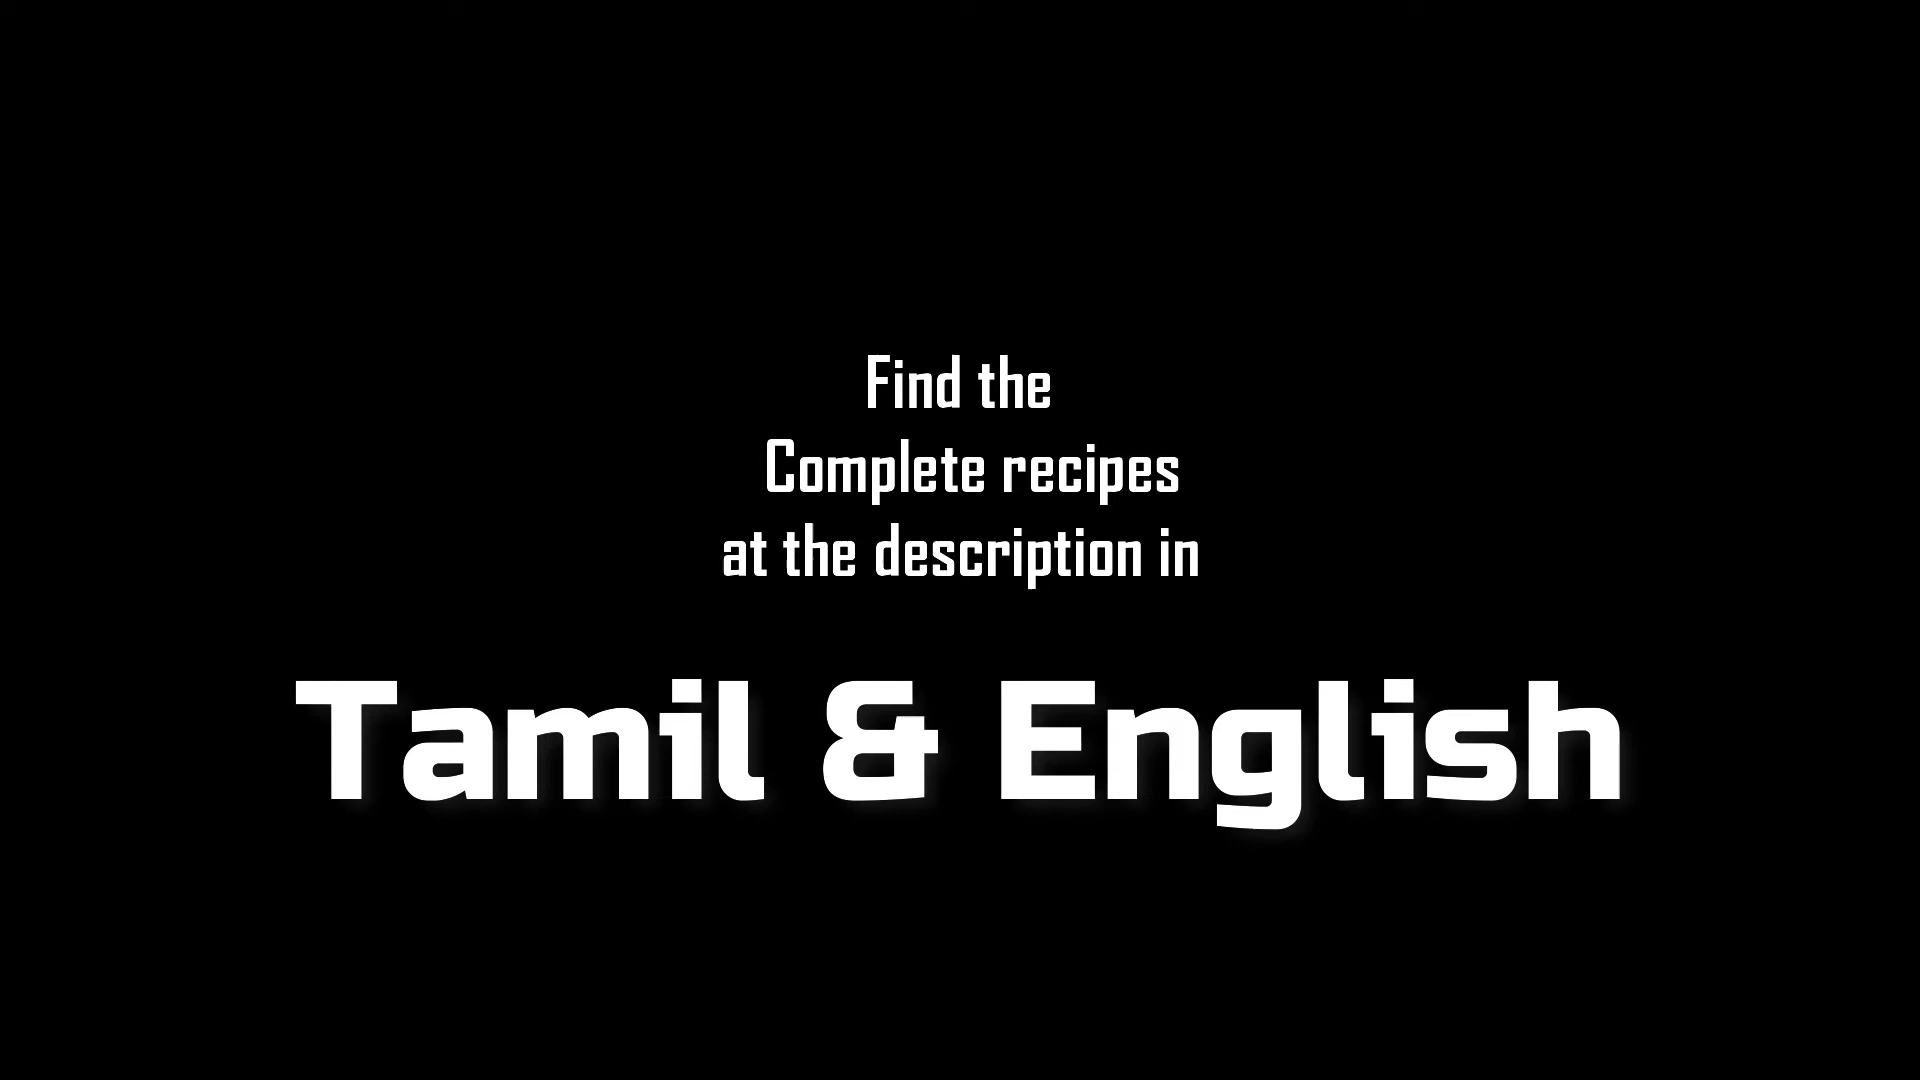 Find the
Complete recipes
at the description in
Tamil & English